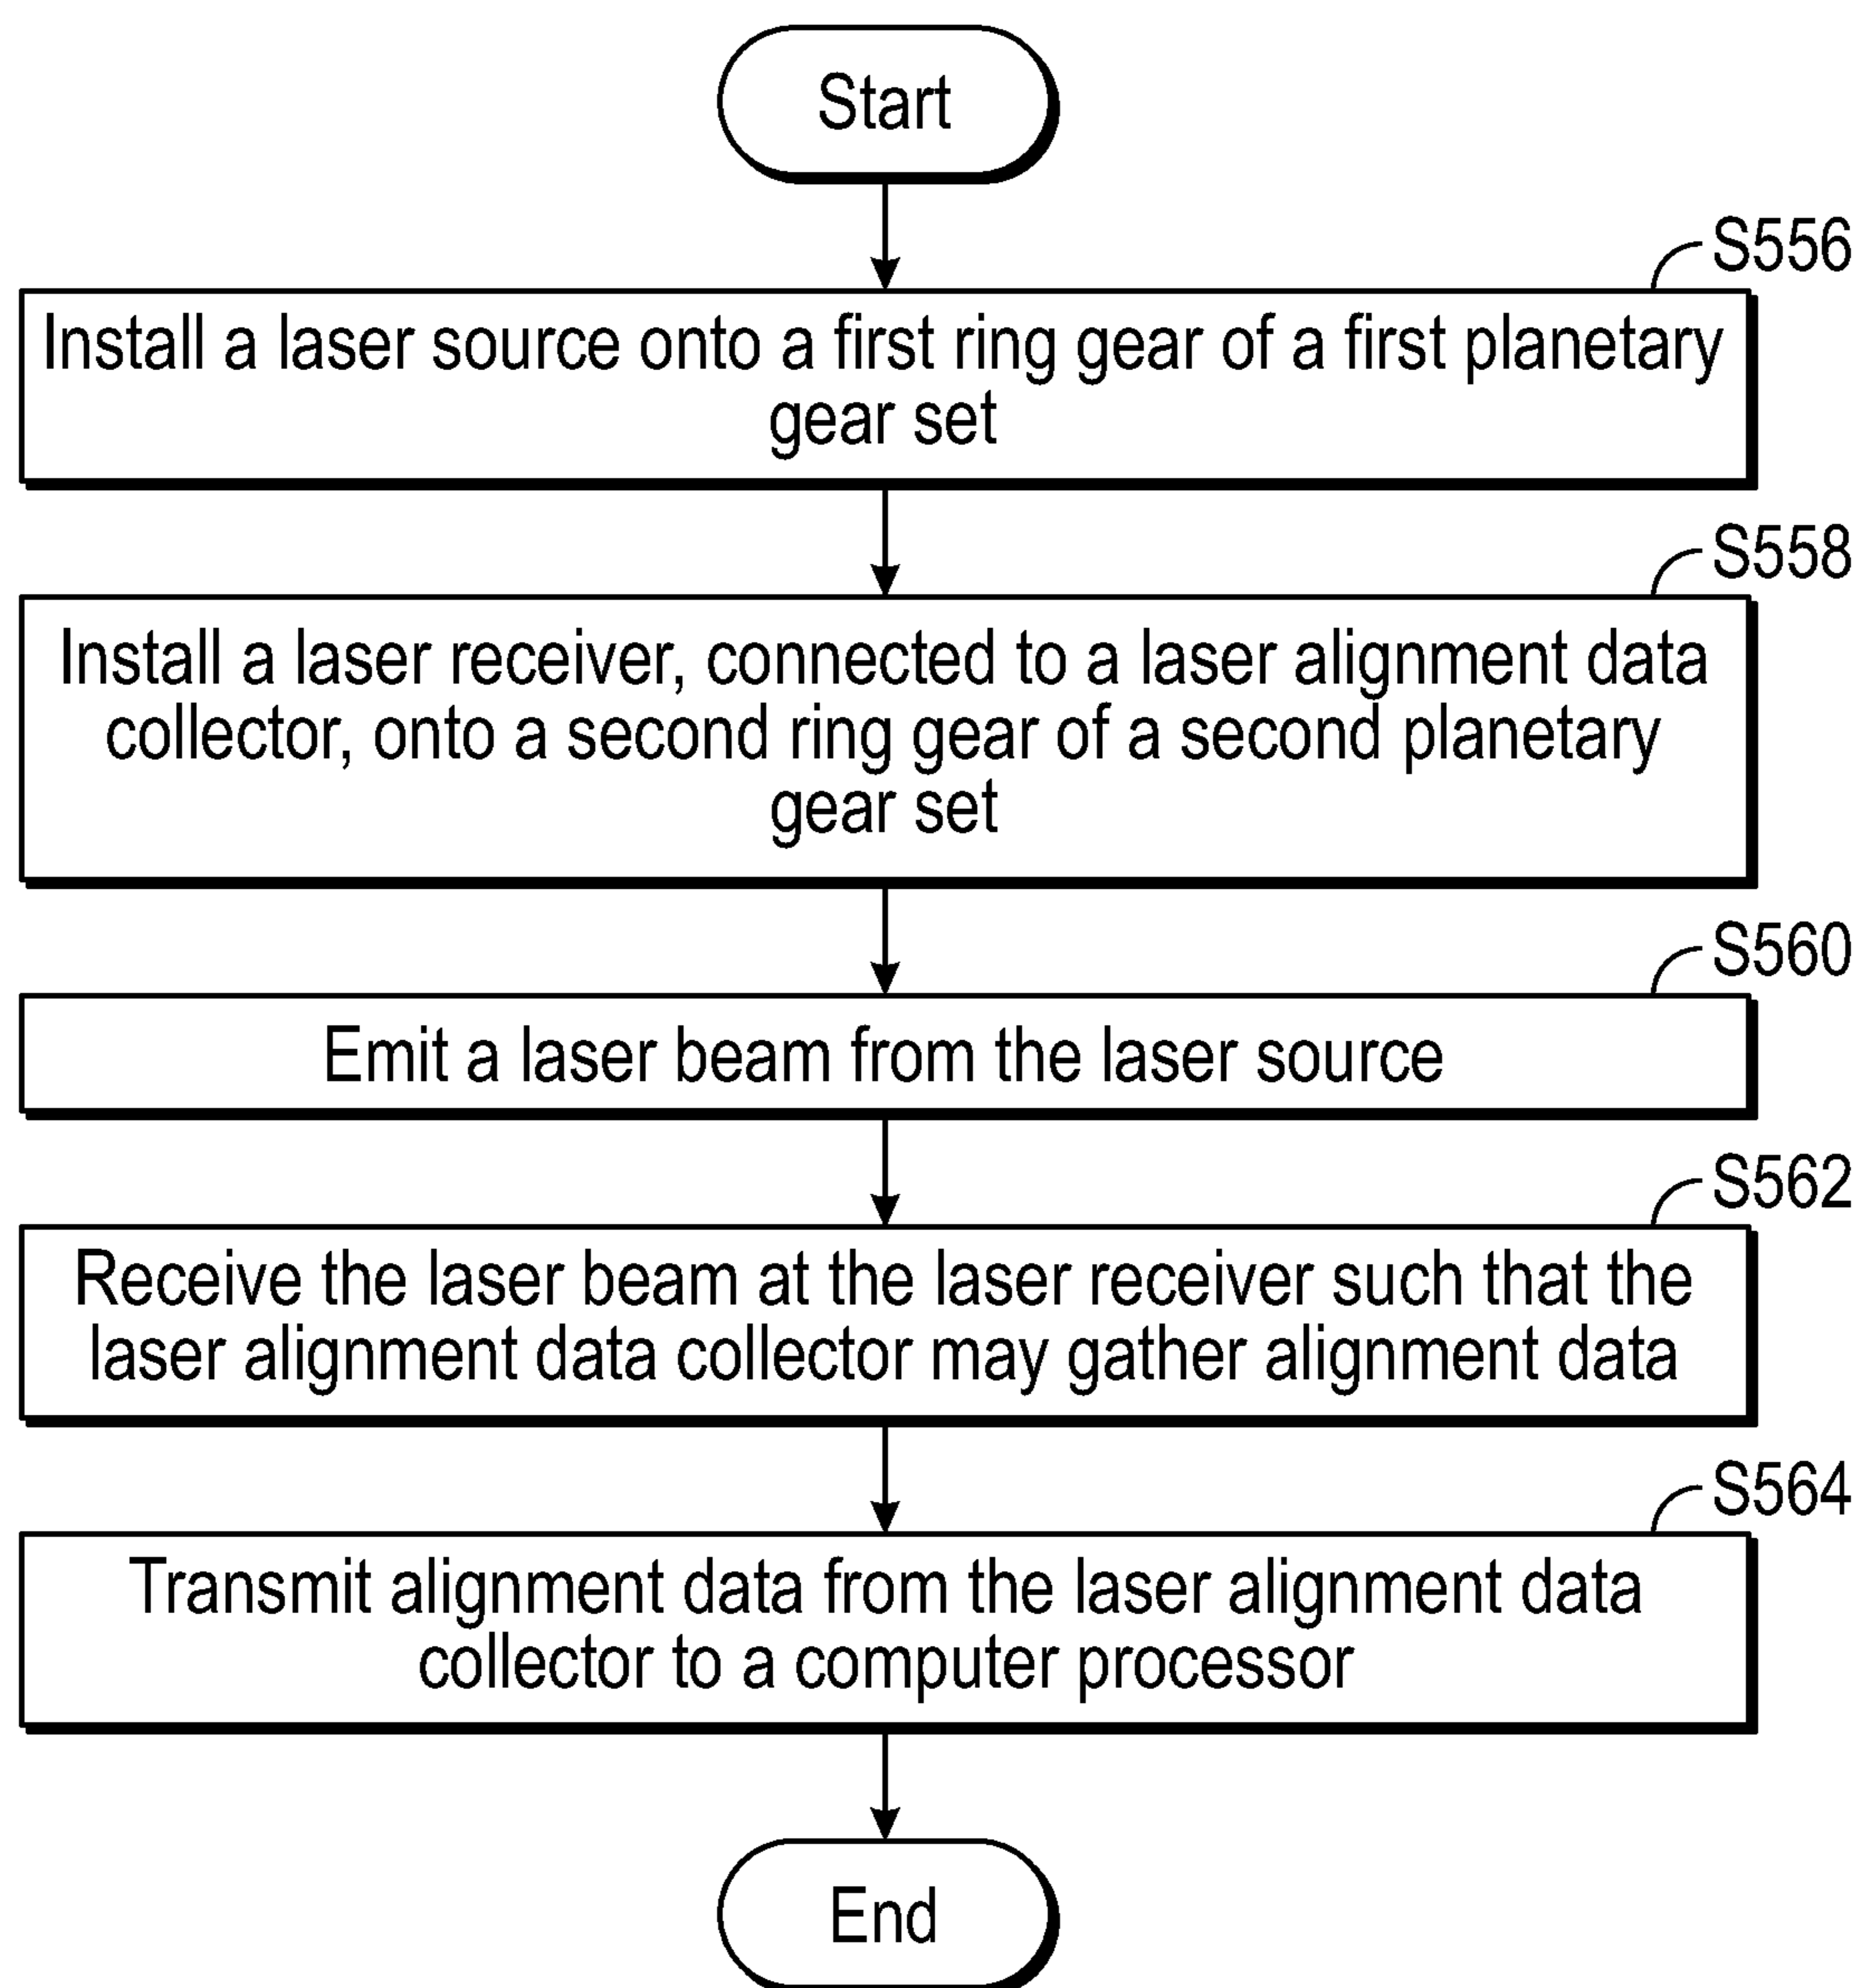 Start
S556
Install a laser source onto a first ring gear of a first planetary
gear set
S558
Install a laser receiver, connected to a laser alignment data
collector, onto a second ring gear of a second planetary
gear set
S560
Emit a laser beam from the laser source
S562
Receive the laser beam at the laser receiver such that the
laser alignment data collector may gather alignment data
S564
Transmit alignment data from the laser alignment data
collector to a computer processor
End